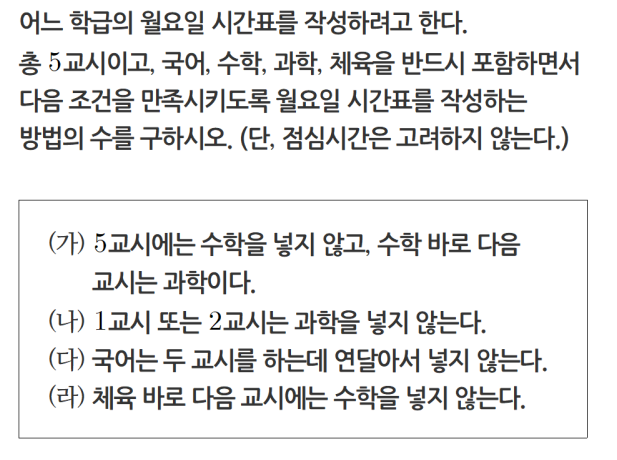 어느 학급의 월요일 시간표를 작성하려고 한다.
총 5교시이고, 국어, 수학, 과학, 체육을 반드시 포함하면서
다음 조건을 만족시키도록 월요일 시간표를 작성하는
방법의 수를 구하시오. (단, 점심시간은 고려하지 않는다.)
(가) 5교시에는 수학을 넣지 않고, 수학 바로 다음
교시는 과학이다.
(나) 1교시 또는 2교시는 과학을 넣지 않는다.
(다) 국어는 두 교시를 하는데 연달아서 넣지 않는다.
(라) 체육 바로 다음 교시에는 수학을 넣지 않는다.